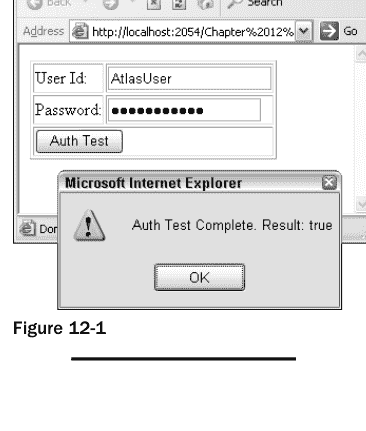 Back Search
Address http://localhost:2054/Chapter%2012% Go
User Id: AtlasUser
Password: ●●●●●●●●●●●
Auth Test
Microsoft Internet Explorer
Auth Test Complete. Result: true
OK
Dor
Figure 12-1